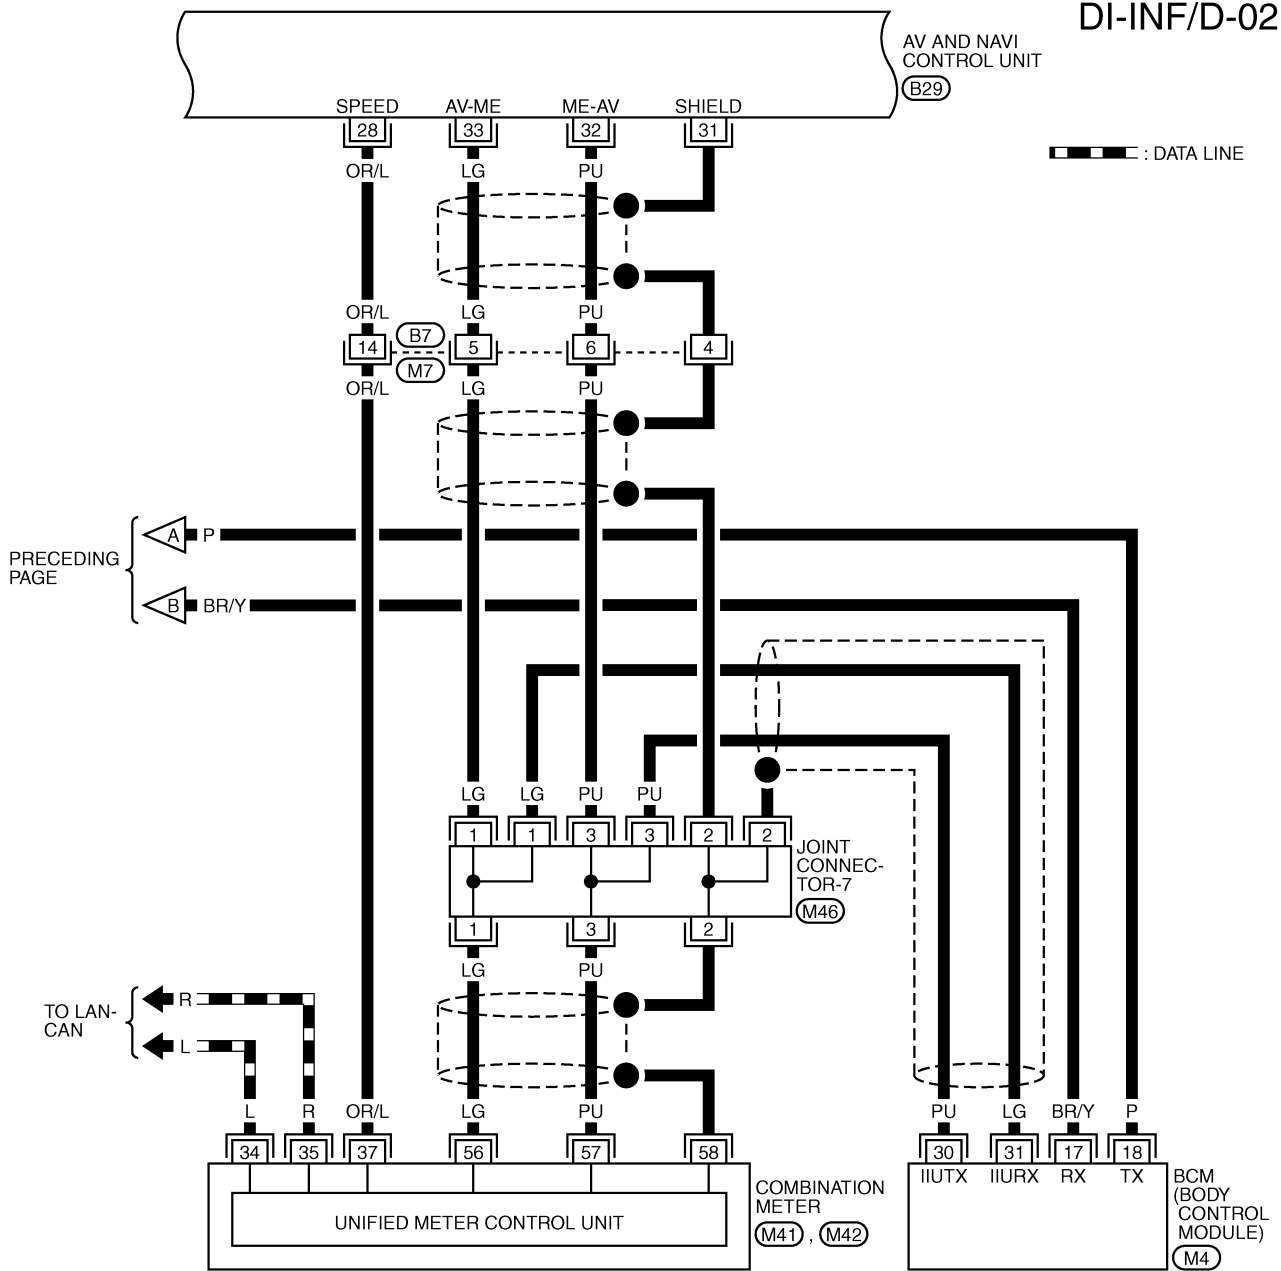 DI-INF/D-02
AV AND NAVI
CONTROL UNIT
B29
SPEED AV-ME ME-AV SHIELD
28 33 32 31
: DATA LINE
OR/L LG PU
OR/L LG PU
B7
14 5 6 4
M7
OR/L LG PU
A P
PRECEDING
PAGE
B BR/Y
LG LG PU PU
1 1 3 3 2 2
JOINT
CONNEC-
TOR-7
M46
1 3 2
LG PU
R
TO LAN-
CAN
L
L R OR/L LG PU PU LG BR/Y P
34 35 37 56 57 58 30 31 17 18
IIUTX IIURX RX TX
BCM
(BODY
CONTROL
MODULE)
M4
COMBINATION
METER
M41 , M42
UNIFIED METER CONTROL UNIT